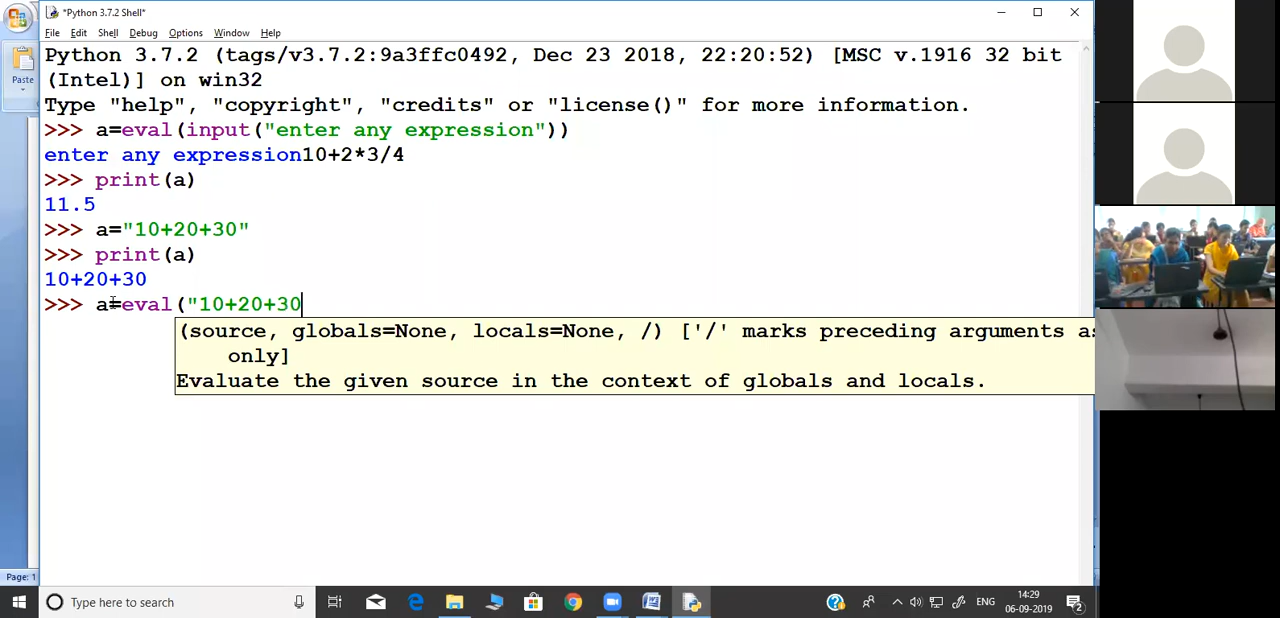 *Python 3.7.2 Shell*
File Edit Shell Debug Options Window Help
Paste
Python 3.7.2 (tags/v3.7.2:9a3ffc0492, Dec 23 2018, 22:20:52) [MSC v.1916 32 bit
(Intel)] on win32
Type "help", "copyright", "credits" or "license()" for more information.
>>> a=eval(input("enter any expression"))
enter any expression10+2*3/4
>>> print(a)
11.5
>>> a="10+20+30"
>>> print(a)
10+20+30
>>> a=eval("10+20+30
(source, globals=None, locals=None, /) ['/' marks preceding arguments as
only]
Evaluate the given source in the context of globals and locals.
Page: 1
Type here to search
ENG
14:29
06-09-2019
2